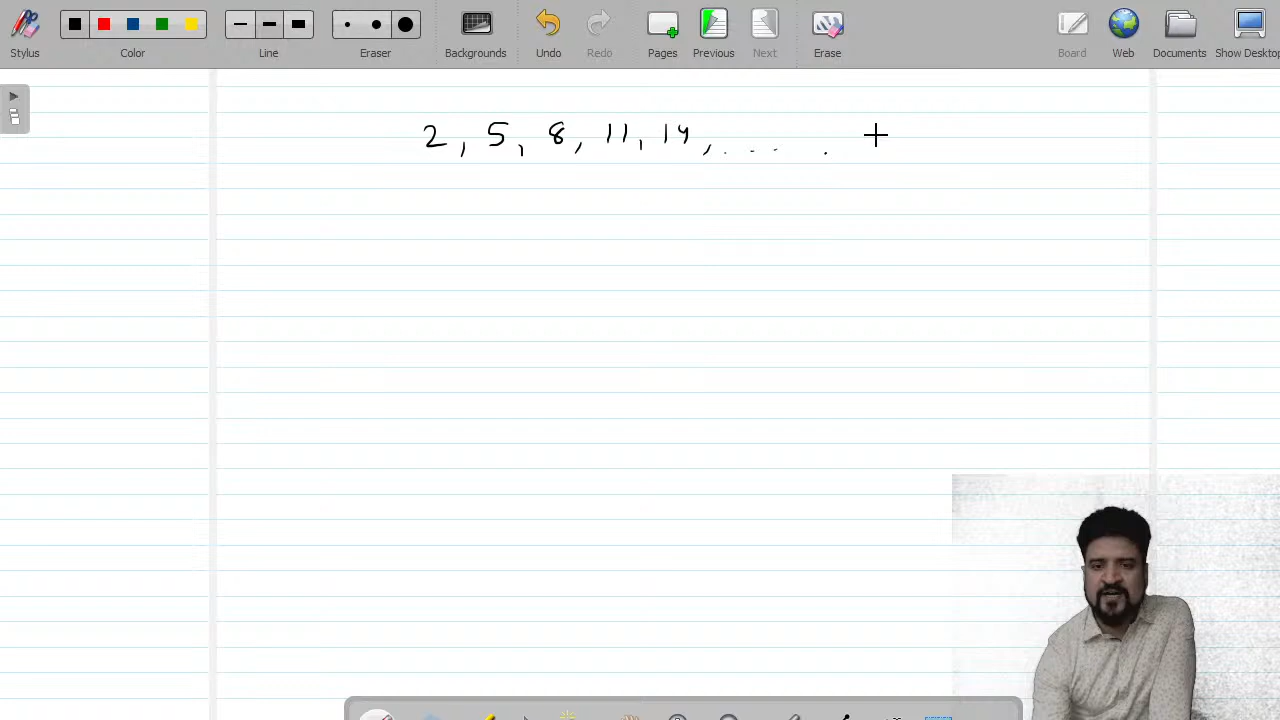 Stylus Color Line Eraser Backgrounds Undo Redo Pages Previous Next Erase Board Web Documents Show Deskto
2, 5, 8, 11, 14, . . . .